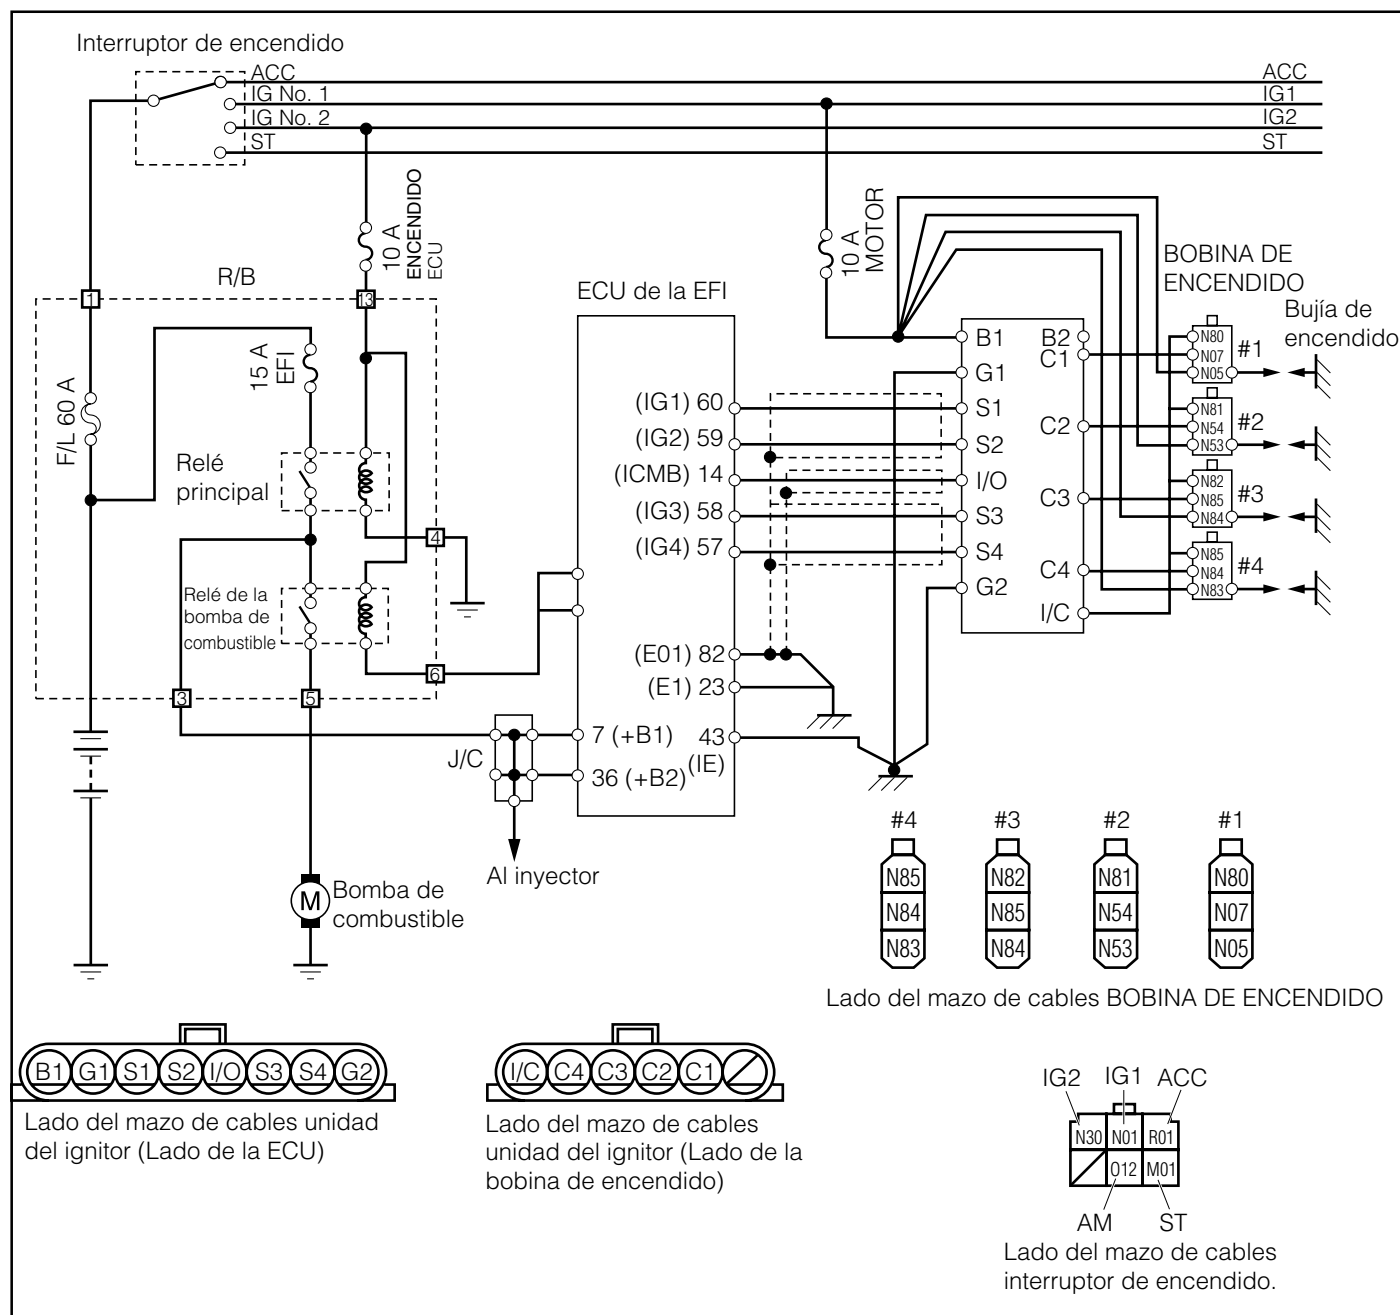 Interruptor de encendido
ACC
ACC
IG No. 1
IG1
IG No. 2
IG2
ST
ST
10 A
ENCENDIDO
ECU
10 A
MOTOR
R/B
1
13
ECU de la EFI
BOBINA DE
ENCENDIDO
Bujía de
encendido
15 A
EFI
F/L 60 A
Relé
principal
4
Relé de la
bomba de
combustible
6
3
5
(IG1) 60
(IG2) 59
(ICMB) 14
(IG3) 58
(IG4) 57
(E01) 82
(E1) 23
7 (+B1)
43
(IE)
36 (+B2)
J/C
Al inyector
B1
G1
S1
S2
I/O
S3
S4
G2
B2
C1
C2
C3
C4
I/C
N80
N07
N05
#1
N81
N54
N53
#2
N82
N85
N84
#3
N85
N84
N83
#4
M
Bomba de
combustible
#4
#3
#2
#1
N85
N82
N81
N80
N84
N85
N54
N07
N83
N84
N53
N05
Lado del mazo de cables BOBINA DE ENCENDIDO
B1 G1 S1 S2 I/O S3 S4 G2
Lado del mazo de cables unidad
del ignitor (Lado de la ECU)
I/C C4 C3 C2 C1
Lado del mazo de cables
unidad del ignitor (Lado de la
bobina de encendido)
IG2
IG1
ACC
N30 N01 R01
O12 M01
AM
ST
Lado del mazo de cables
interruptor de encendido.